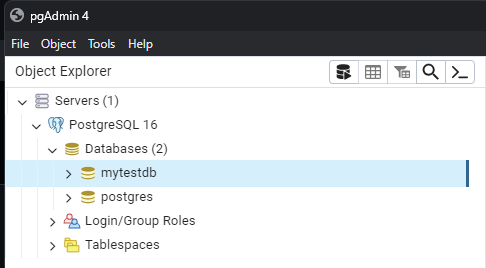 pgAdmin 4
File Object Tools Help
Object Explorer
Servers (1)
PostgreSQL 16
Databases (2)
mytestdb
postgres
Login/Group Roles
Tablespaces